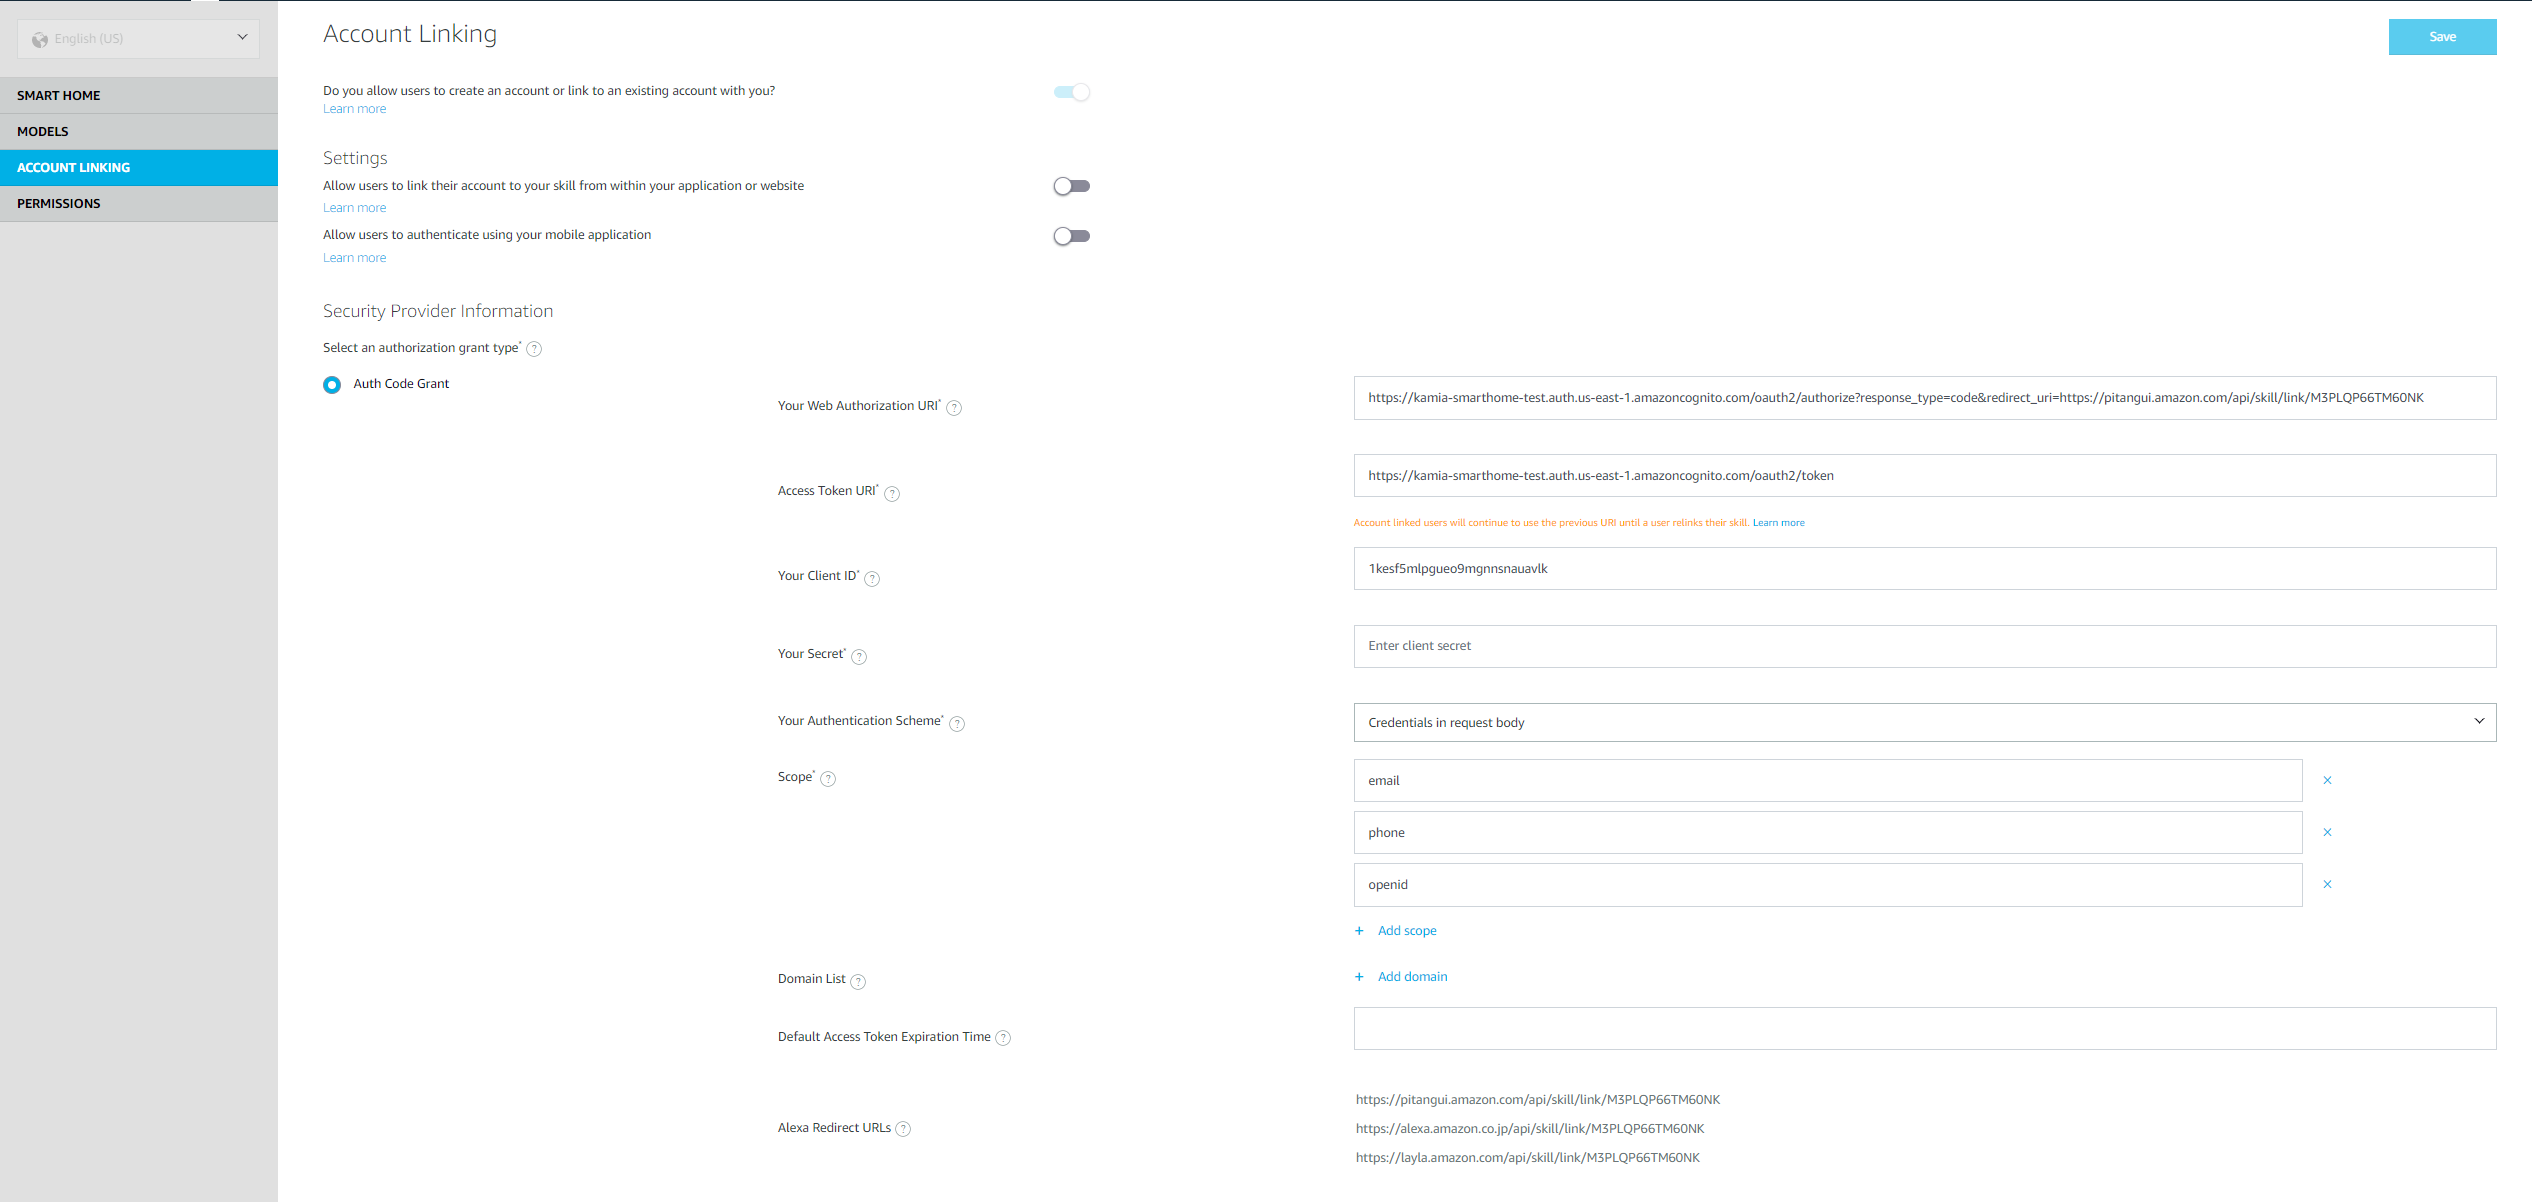 English (US)
SMART HOME
MODELS
ACCOUNT LINKING
PERMISSIONS
Account Linking
Save
Do you allow users to create an account or link to an existing account with you?
Learn more
Settings
Allow users to link their account to your skill from within your application or website
Learn more
Allow users to authenticate using your mobile application
Learn more
Security Provider Information
Select an authorization grant type* ?
Auth Code Grant
Your Web Authorization URI* ?
https://kamia-smarthome-test.auth.us-east-1.amazoncognito.com/oauth2/authorize?response_type=code&redirect_uri=https://pitangui.amazon.com/api/skill/link/M3PLQP66TM60NK
Access Token URI* ?
https://kamia-smarthome-test.auth.us-east-1.amazoncognito.com/oauth2/token
Account linked users will continue to use the previous URI until a user relinks their skill. Learn more
Your Client ID* ?
1kesf5mlpgueo9mgnnsnauavlk
Your Secret* ?
Enter client secret
Your Authentication Scheme* ?
Credentials in request body
Scope* ?
email
phone
openid
+ Add scope
Domain List ?
+ Add domain
Default Access Token Expiration Time ?
Alexa Redirect URLs ?
https://pitangui.amazon.com/api/skill/link/M3PLQP66TM60NK
https://alexa.amazon.co.jp/api/skill/link/M3PLQP66TM60NK
https://layla.amazon.com/api/skill/link/M3PLQP66TM60NK